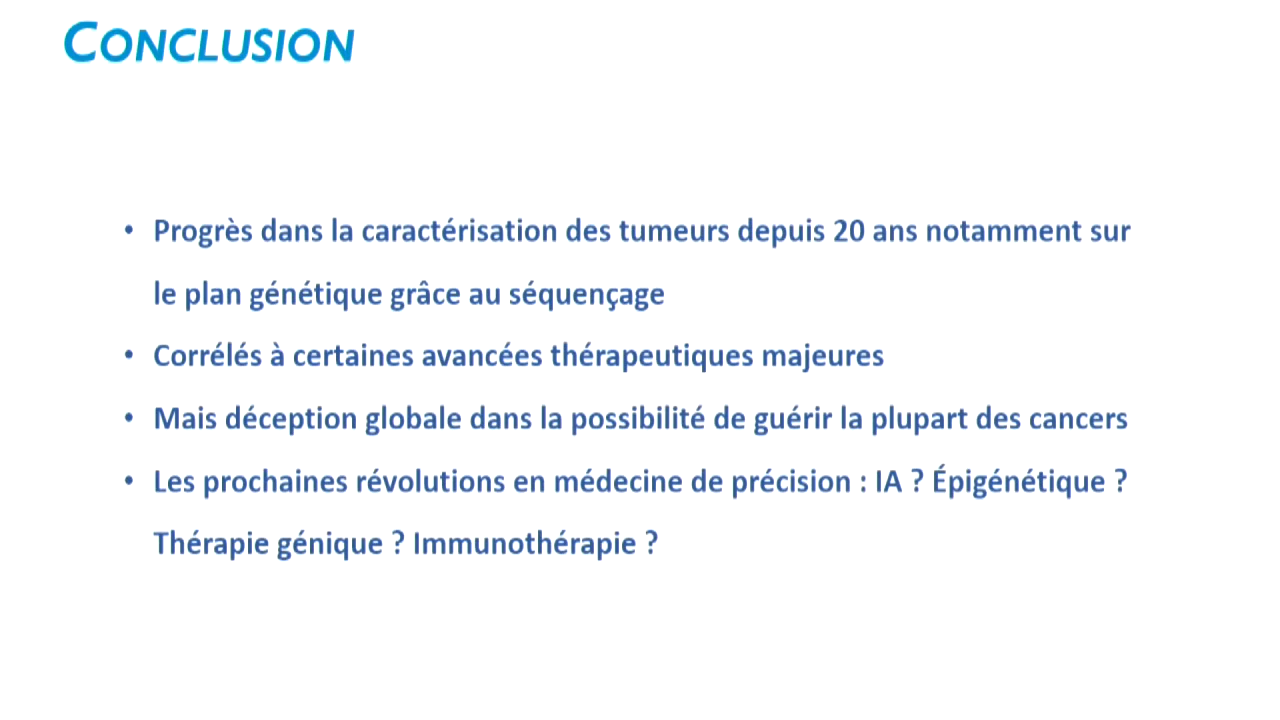 CONCLUSION
• Progrès dans la caractérisation des tumeurs depuis 20 ans notamment sur
le plan génétique grâce au séquençage
• Corrélés à certaines avancées thérapeutiques majeures
• Mais déception globale dans la possibilité de guérir la plupart des cancers
• Les prochaines révolutions en médecine de précision : IA ? Épigénétique ?
Thérapie génique ? Immunothérapie ?